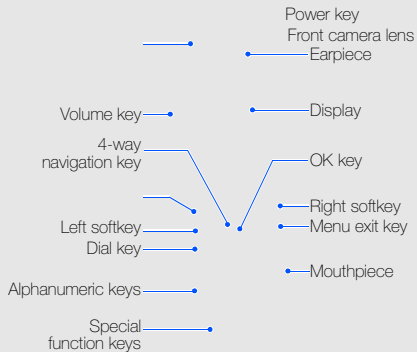 Power key
Front camera lens
Earpiece
Volume key
Display
4-way
navigation key
OK key
Right softkey
Left softkey
Menu exit key
Dial key
Mouthpiece
Alphanumeric keys
Special
function keys